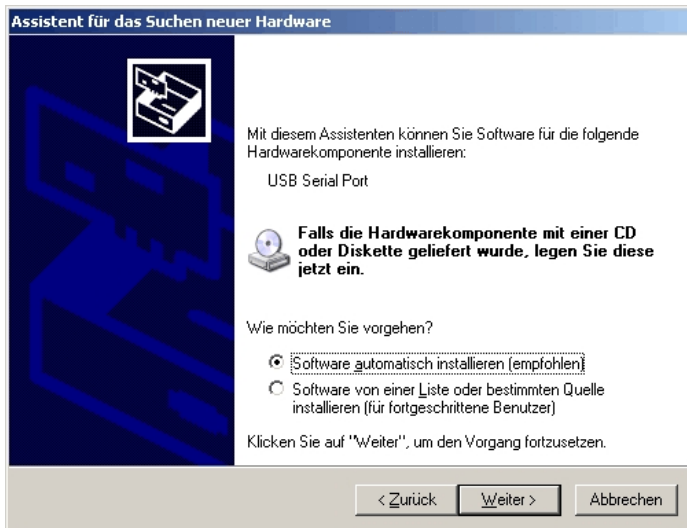 Assistent für das Suchen neuer Hardware
Mit diesem Assistenten können Sie Software für die folgende
Hardwarekomponente installieren:
USB Serial Port
Falls die Hardwarekomponente mit einer CD
oder Diskette geliefert wurde, legen Sie diese
jetzt ein.
Wie möchten Sie vorgehen?
Software automatisch installieren (empfohlen)
Software von einer Liste oder bestimmten Quelle
installieren (für fortgeschrittene Benutzer)
Klicken Sie auf "Weiter", um den Vorgang fortzusetzen.
< Zurück Weiter > Abbrechen